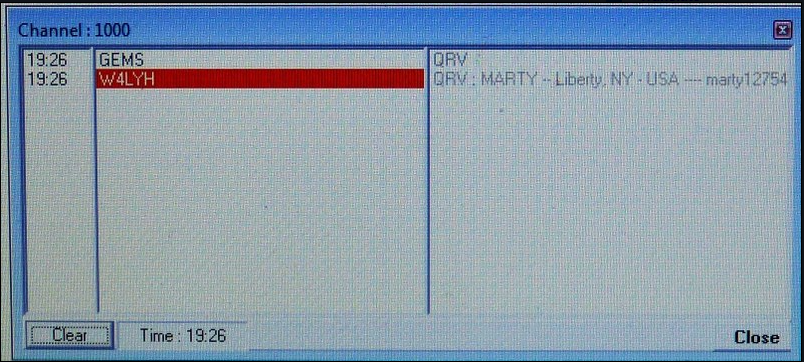 Channel : 1000
19:26 GEMS QRV :
19:26 W4LYH QRV : MARTY -- Liberty, NY - USA ---- marty12754
Clear Time : 19:26 Close